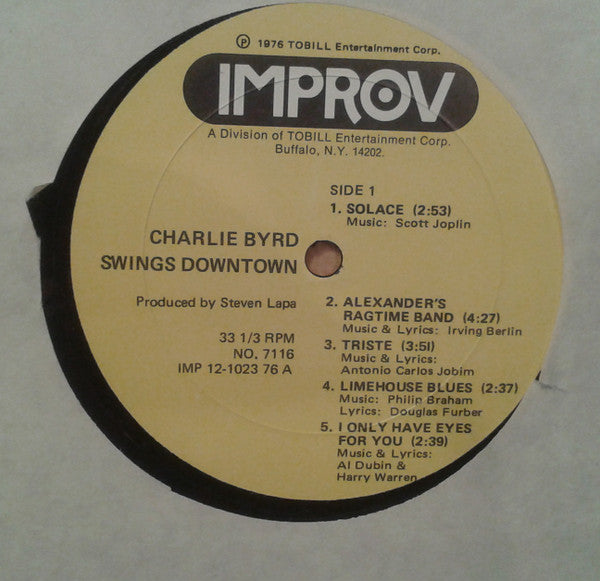 ℗ 1976 TOBILL Entertainment Corp.
IMPROV
A Division of TOBILL Entertainment Corp.
Buffalo, N.Y. 14202.
SIDE 1
1. SOLACE (2:53)
Music: Scott Joplin
CHARLIE BYRD
SWINGS DOWNTOWN
Produced by Steven Lapa
33 1/3 RPM
NO. 7116
IMP 12-1023 76 A
2. ALEXANDER'S
RAGTIME BAND (4:27)
Music & Lyrics: Irving Berlin
3. TRISTE (3:51)
Music & Lyrics:
Antonio Carlos Jobim
4. LIMEHOUSE BLUES (2:37)
Music: Philip Braham
Lyrics: Douglas Furber
5. I ONLY HAVE EYES
FOR YOU (2:39)
Music & Lyrics:
Al Dubin &
Harry Warren